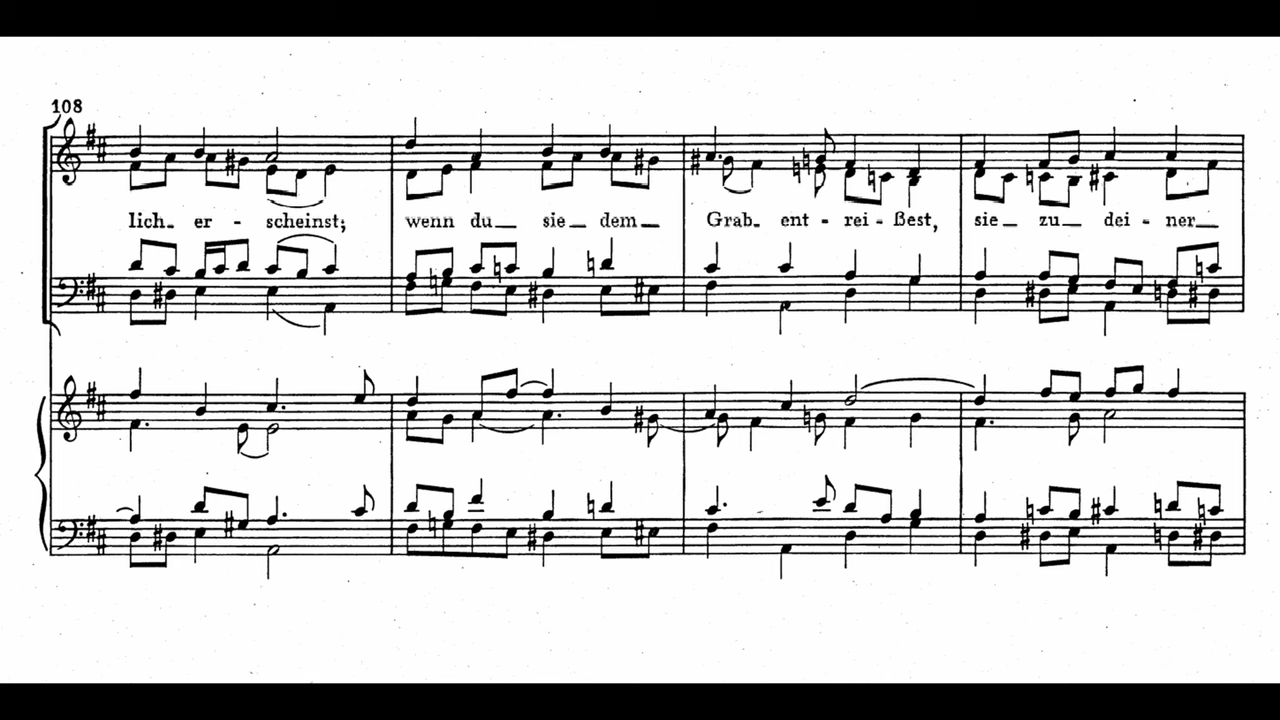 108
lich- er - scheinst; wenn du sie dem Grab- ent - rei - ßest, sie zu dei - ner